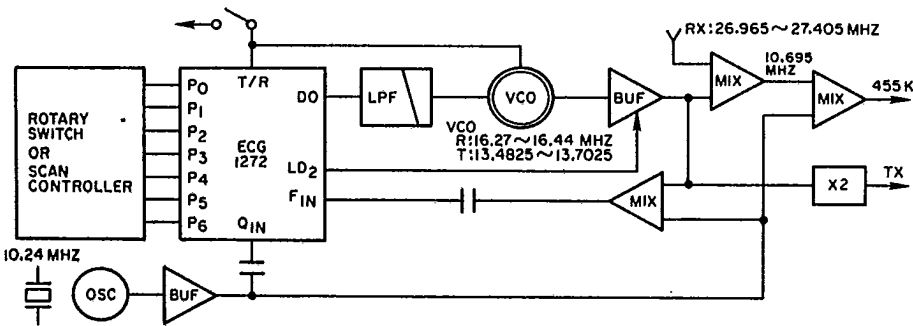 RX:26.965~27.405 MHZ
10.695
MHZ
MIX
MIX
455 K
ROTARY
SWITCH
OR
SCAN
CONTROLLER
P0
P1
P2
P3
P4
P5
P6
T/R
ECG
1272
DO
LD2
FIN
QIN
LPF
VCO
BUF
VCO
R:16.27~16.44 MHZ
T:13.4825~13.7025
MIX
X2
TX
10.24 MHZ
OSC
BUF